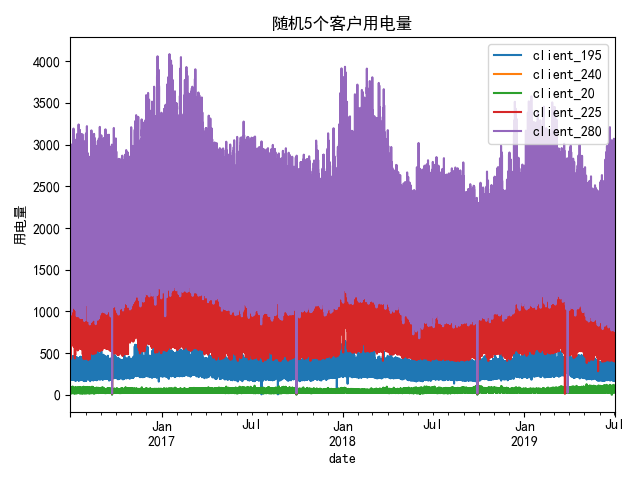 随机5个客户用电量
client_195
client_240
client_20
client_225
client_280
4000
3500
3000
2500
2000
1500
1000
500
0
用电量
Jan Jul Jan Jul Jan Jul
2017 2018 2019
date